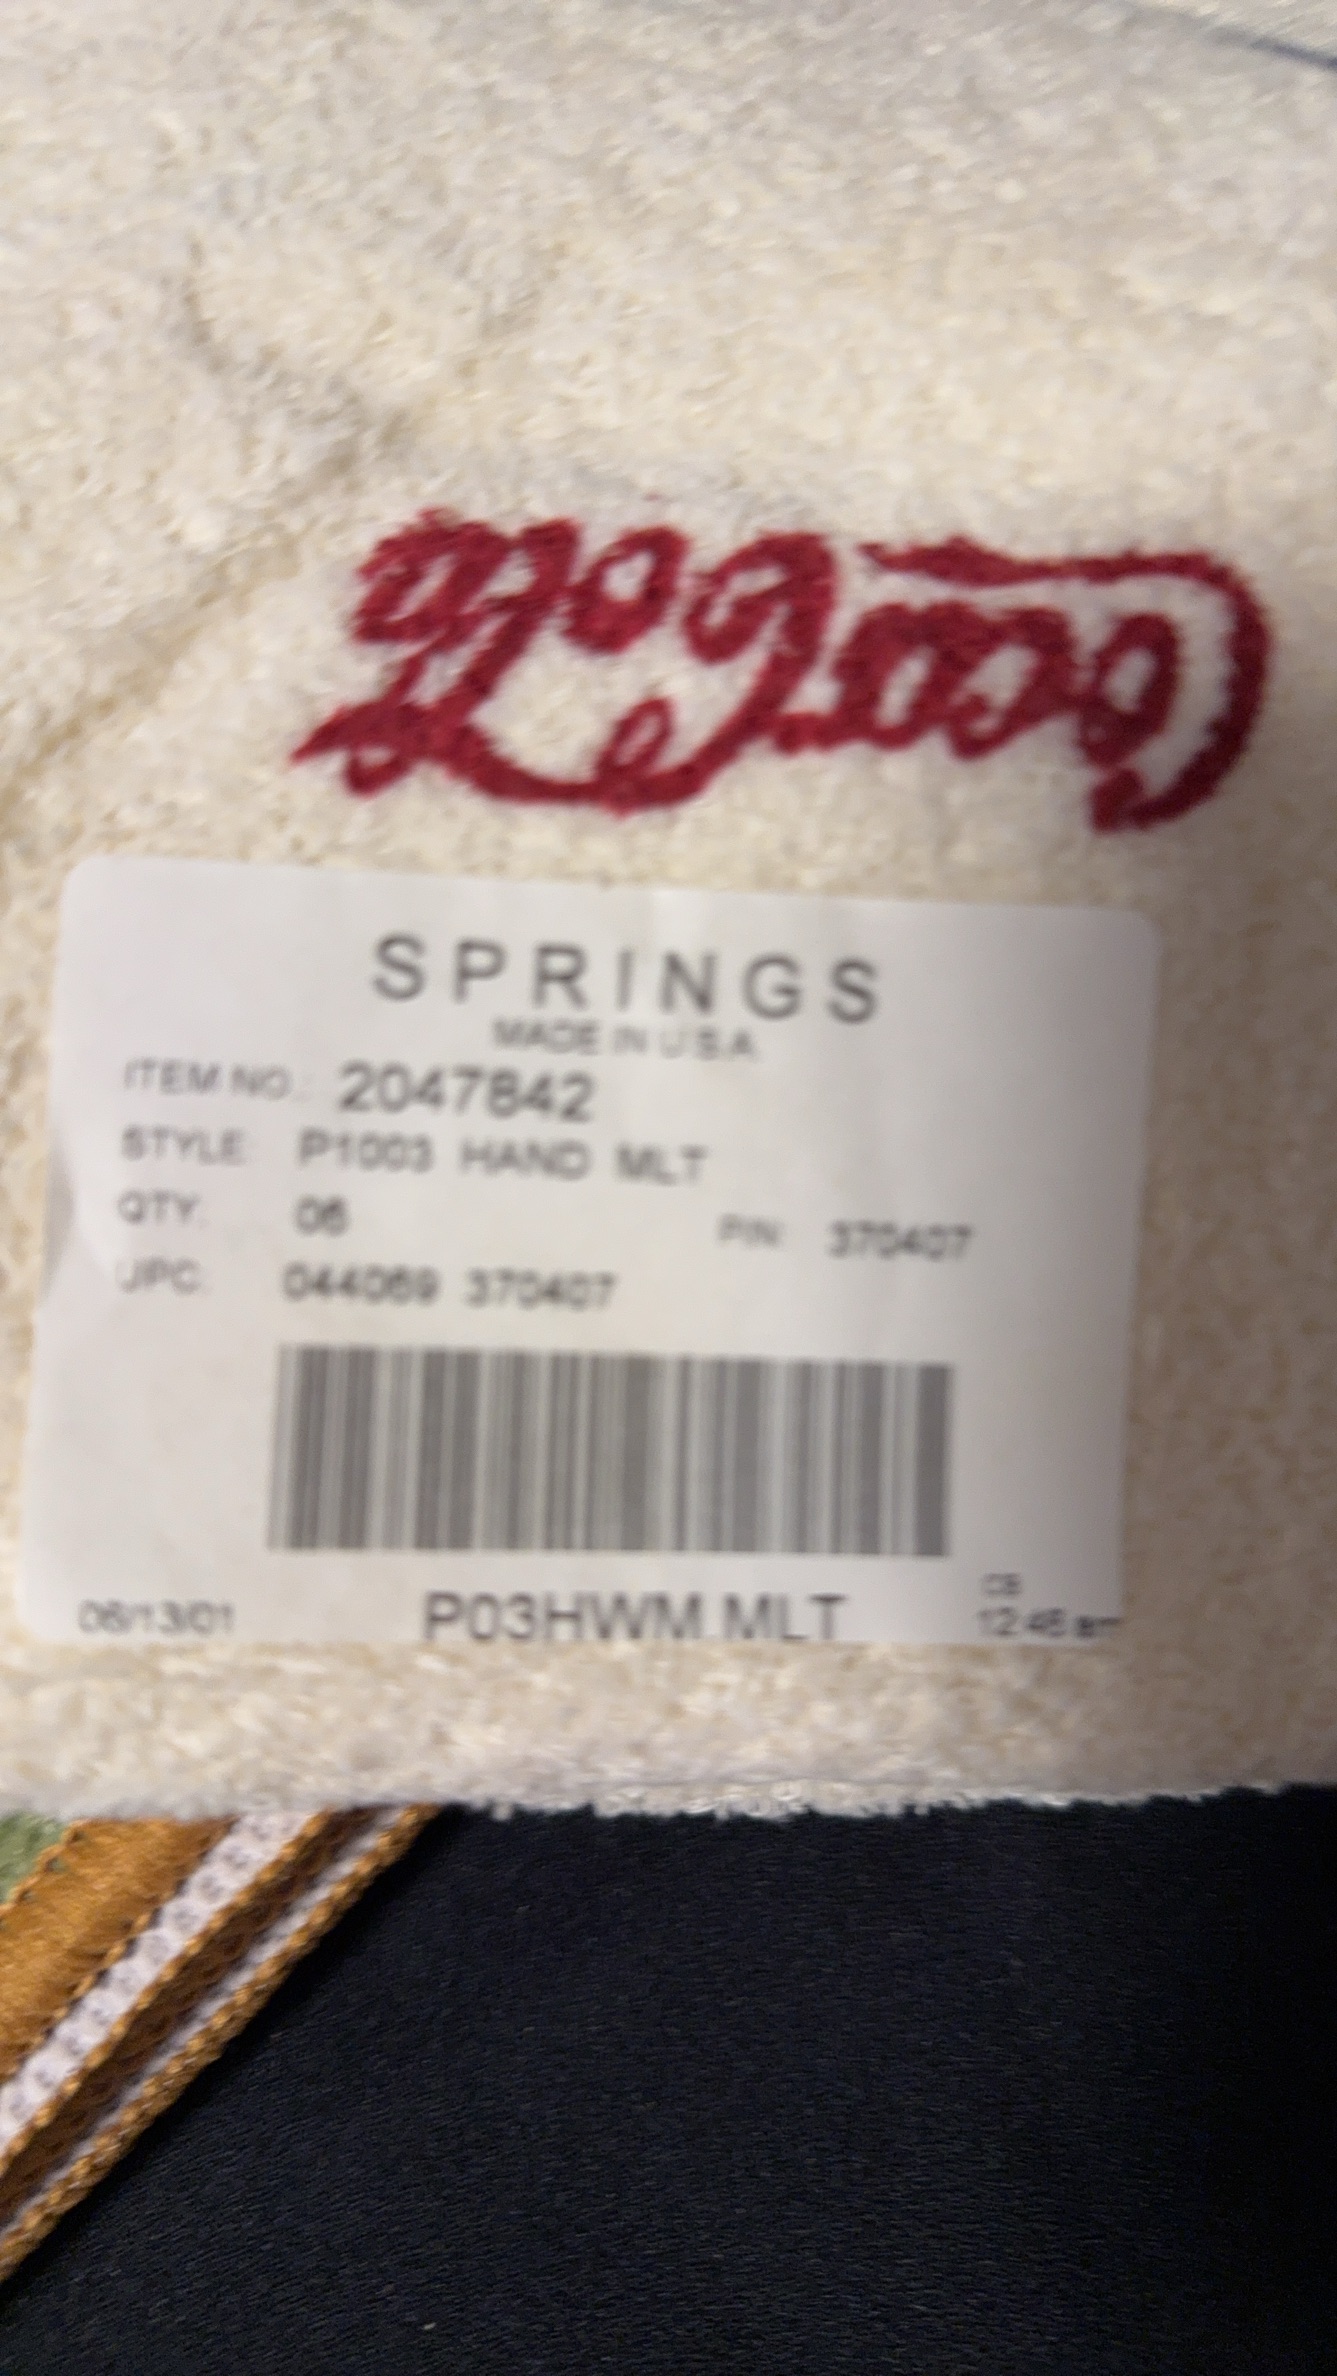 SPRINGS
MADE IN U.S.A.
ITEM NO.: 2047842
STYLE: P1003 HAND MLT
QTY: 06 PIN: 370407
UPC: 044069 370407
06/13/01 P03HWM.MLT